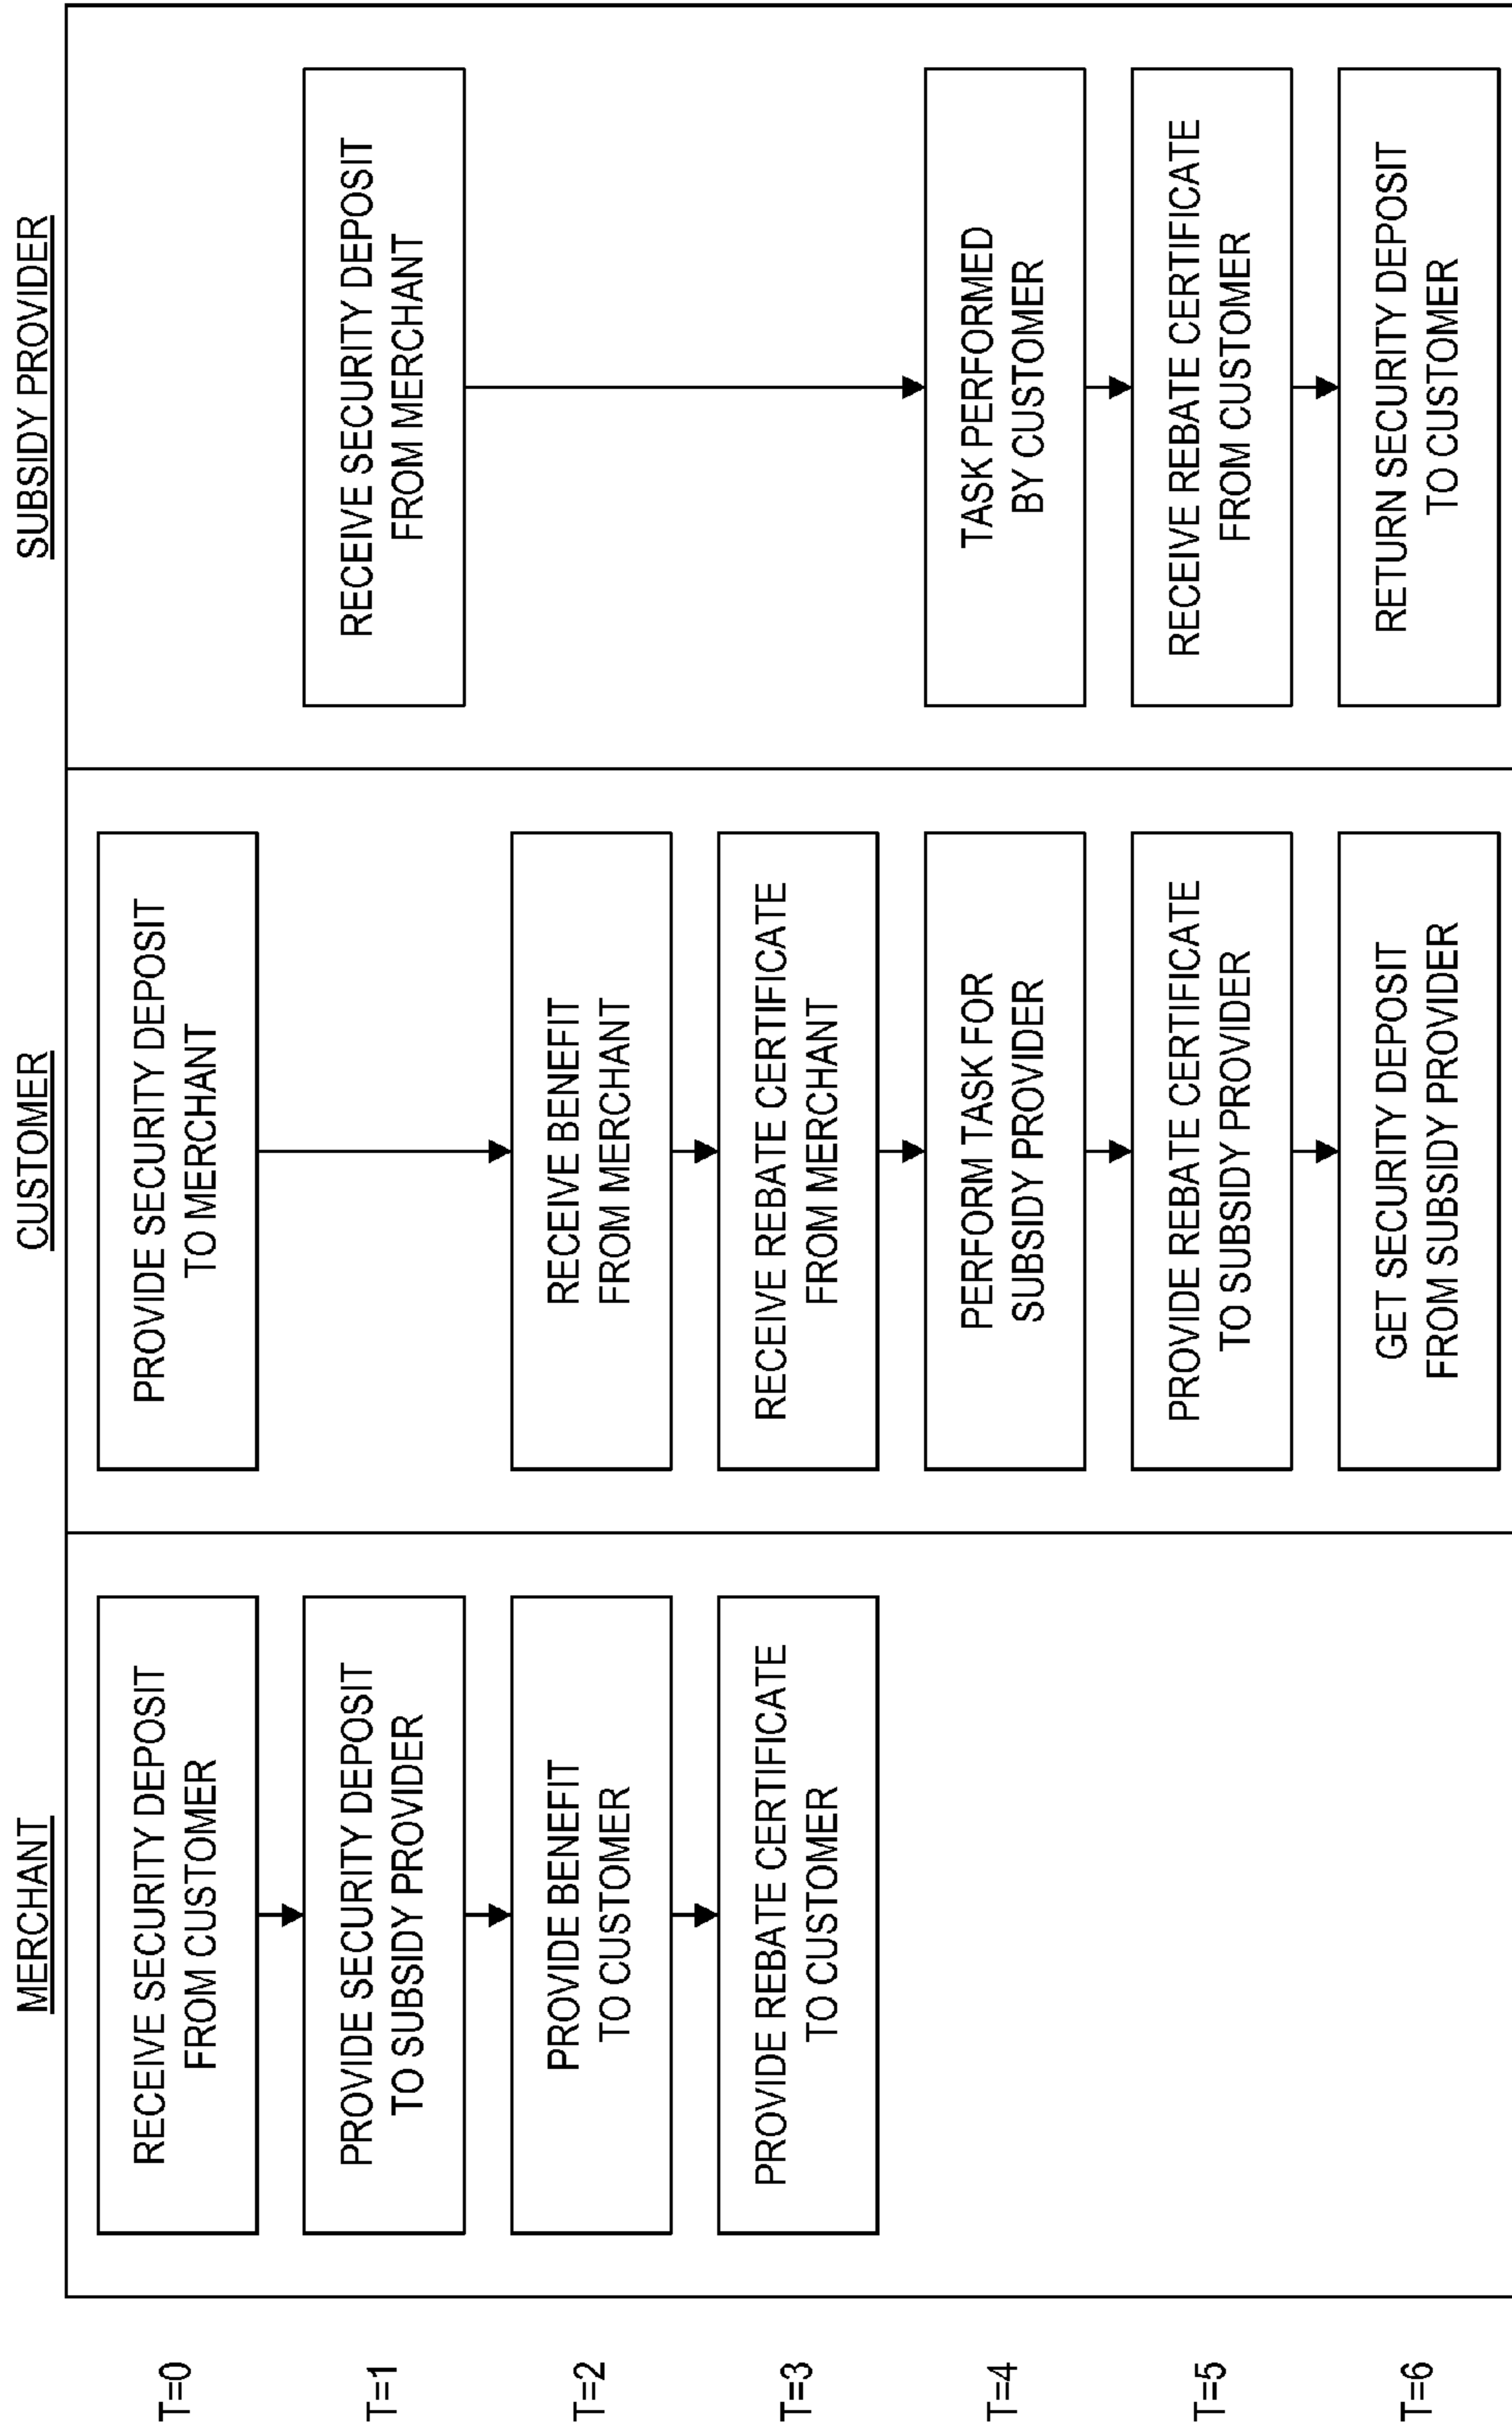 MERCHANT
CUSTOMER
SUBSIDY PROVIDER
T=0
RECEIVE SECURITY DEPOSIT
FROM CUSTOMER
PROVIDE SECURITY DEPOSIT
TO MERCHANT
T=1
PROVIDE SECURITY DEPOSIT
TO SUBSIDY PROVIDER
RECEIVE SECURITY DEPOSIT
FROM MERCHANT
T=2
PROVIDE BENEFIT
TO CUSTOMER
RECEIVE BENEFIT
FROM MERCHANT
T=3
PROVIDE REBATE CERTIFICATE
TO CUSTOMER
RECEIVE REBATE CERTIFICATE
FROM MERCHANT
T=4
PERFORM TASK FOR
SUBSIDY PROVIDER
TASK PERFORMED
BY CUSTOMER
T=5
PROVIDE REBATE CERTIFICATE
TO SUBSIDY PROVIDER
RECEIVE REBATE CERTIFICATE
FROM CUSTOMER
T=6
GET SECURITY DEPOSIT
FROM SUBSIDY PROVIDER
RETURN SECURITY DEPOSIT
TO CUSTOMER